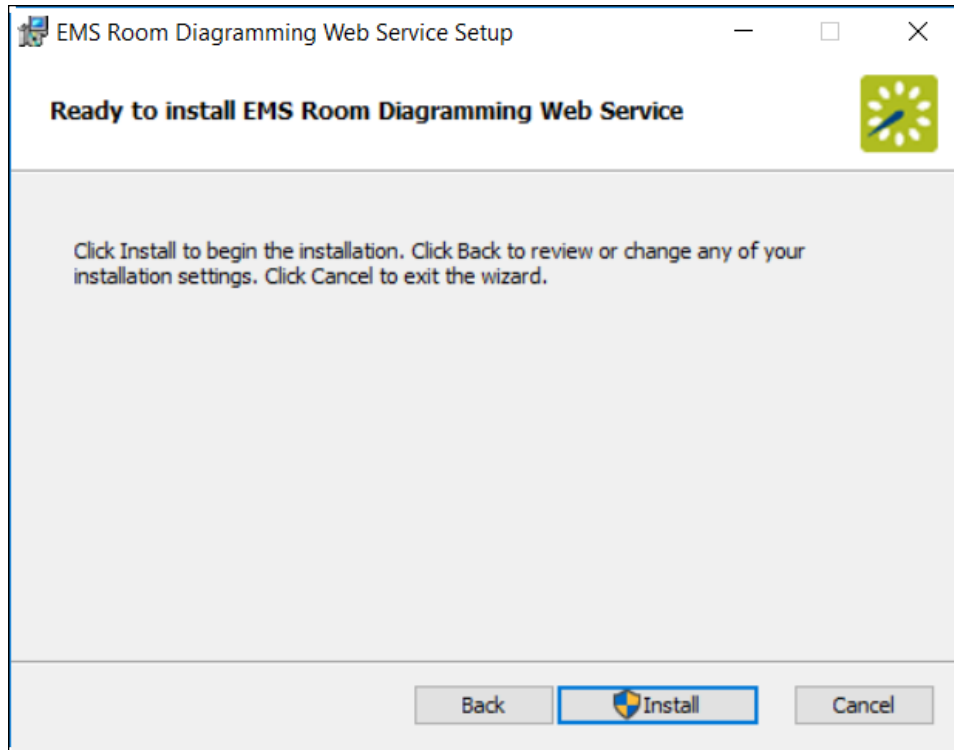 EMS Room Diagramming Web Service Setup
Ready to install EMS Room Diagramming Web Service
Click Install to begin the installation. Click Back to review or change any of your
installation settings. Click Cancel to exit the wizard.
Back Install Cancel